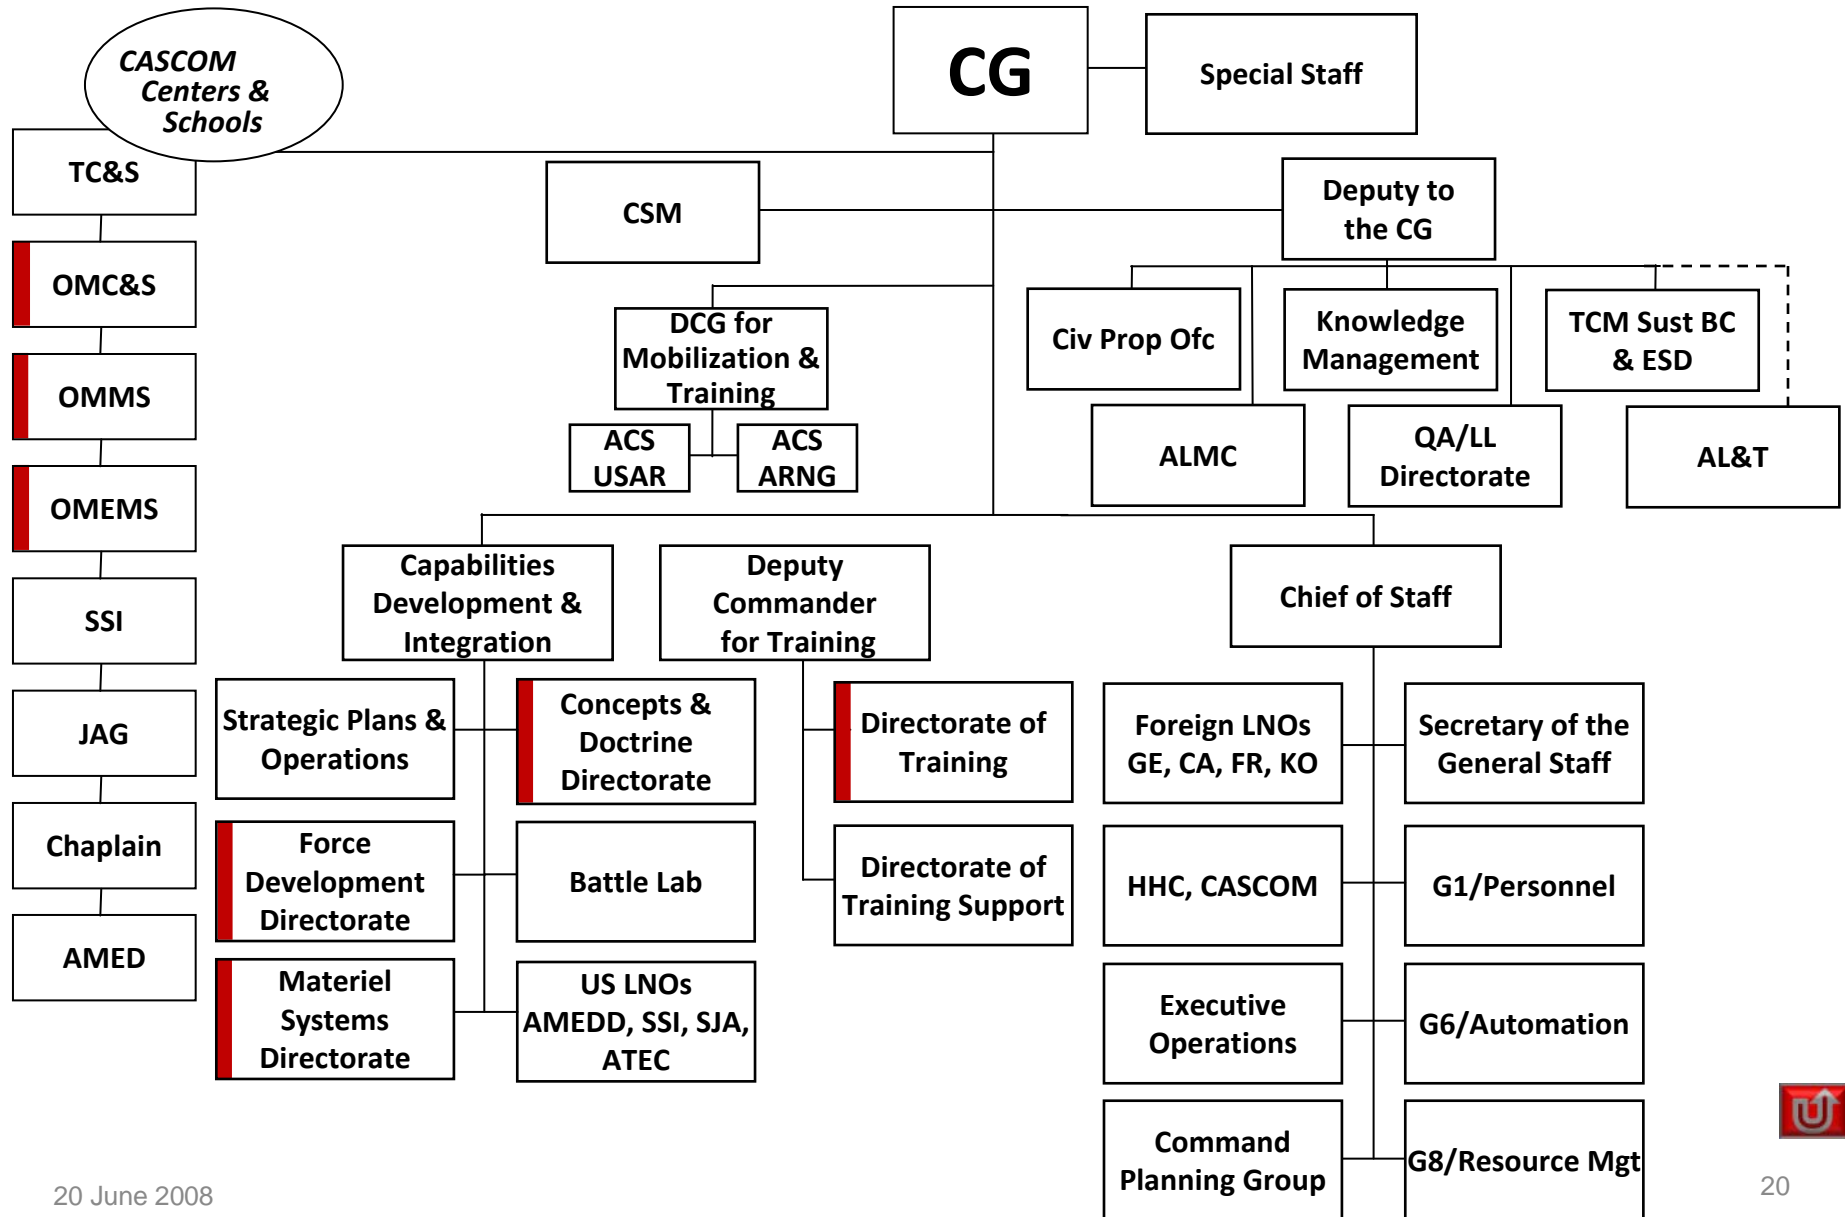 CASCOM
Centers &
Schools
CG
Special Staff
TC&S
OMC&S
OMMS
OMEMS
SSI
JAG
Chaplain
AMED
CSM
Deputy to
the CG
DCG for
Mobilization &
Training
ACS
USAR
ACS
ARNG
Civ Prop Ofc
Knowledge
Management
TCM Sust BC
& ESD
ALMC
QA/LL
Directorate
AL&T
Capabilities
Development &
Integration
Deputy
Commander
for Training
Chief of Staff
Strategic Plans &
Operations
Concepts &
Doctrine
Directorate
Force
Development
Directorate
Battle Lab
Materiel
Systems
Directorate
US LNOs
AMEDD, SSI, SJA,
ATEC
Directorate of
Training
Directorate of
Training Support
Foreign LNOs
GE, CA, FR, KO
Secretary of the
General Staff
HHC, CASCOM
G1/Personnel
Executive
Operations
G6/Automation
Command
Planning Group
G8/Resource Mgt
20 June 2008
20